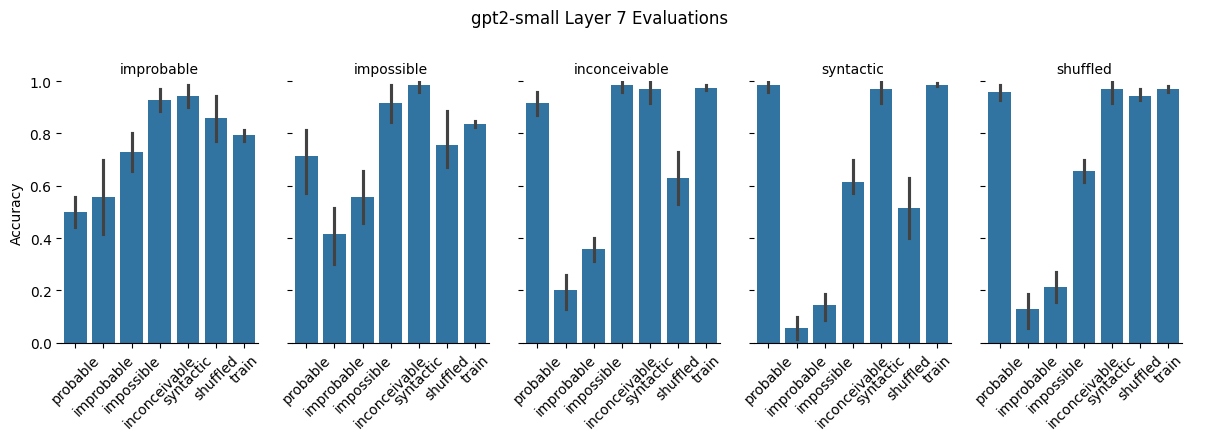 gpt2-small Layer 7 Evaluations
improbable
impossible
inconceivable
syntactic
shuffled
Accuracy
1.0
0.8
0.6
0.4
0.2
0.0
probable
improbable
impossible
inconceivable
syntactic
shuffled
train
probable
improbable
impossible
inconceivable
syntactic
shuffled
train
probable
improbable
impossible
inconceivable
syntactic
shuffled
train
probable
improbable
impossible
inconceivable
syntactic
shuffled
train
probable
improbable
impossible
inconceivable
syntactic
shuffled
train